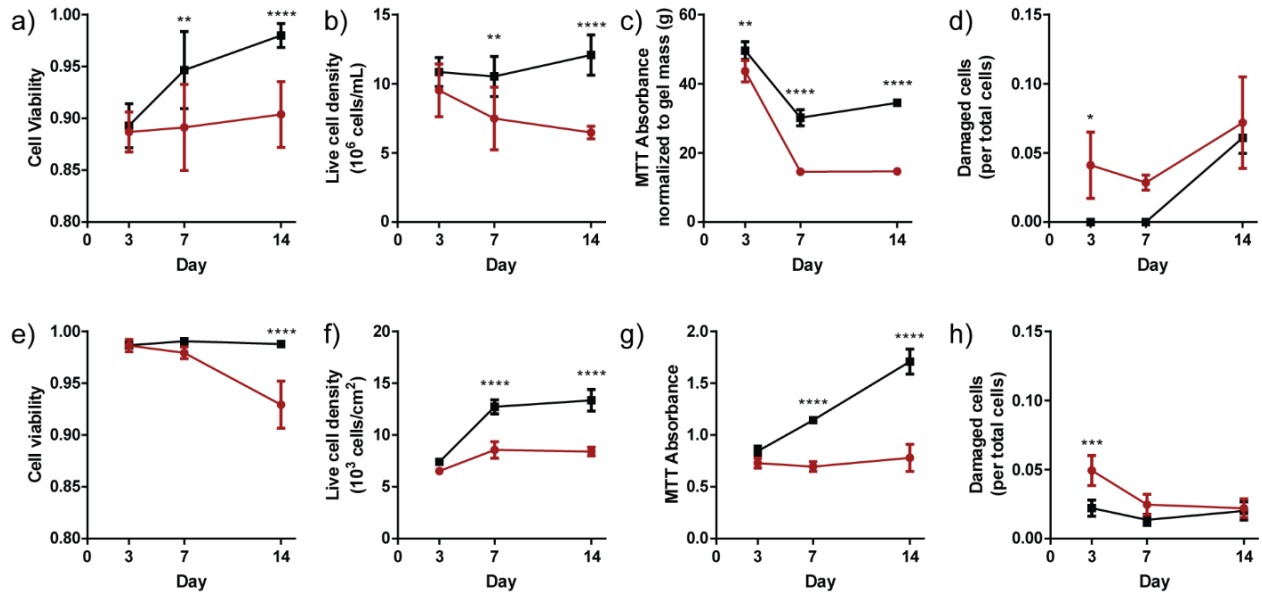 a)
Cell Viability
1.00
0.95
0.90
0.85
0.80
**
****
0
3
7
14
Day
b)
Live cell density
(10⁶ cells/mL)
15
10
5
0
**
****
0
3
7
14
Day
c)
MTT Absorbance
normalized to gel mass (g)
60
40
20
0
**
****
****
0
3
7
14
Day
d)
Damaged cells
(per total cells)
0.15
0.10
0.05
0.00
*
0
3
7
14
Day
e)
Cell viability
1.00
0.95
0.90
0.85
0.80
****
0
3
7
14
Day
f)
Live cell density
(10³ cells/cm²)
20
15
10
5
0
****
****
0
3
7
14
Day
g)
MTT Absorbance
2.0
1.5
1.0
0.5
0.0
****
****
0
3
7
14
Day
h)
Damaged cells
(per total cells)
0.15
0.10
0.05
0.00
***
0
3
7
14
Day